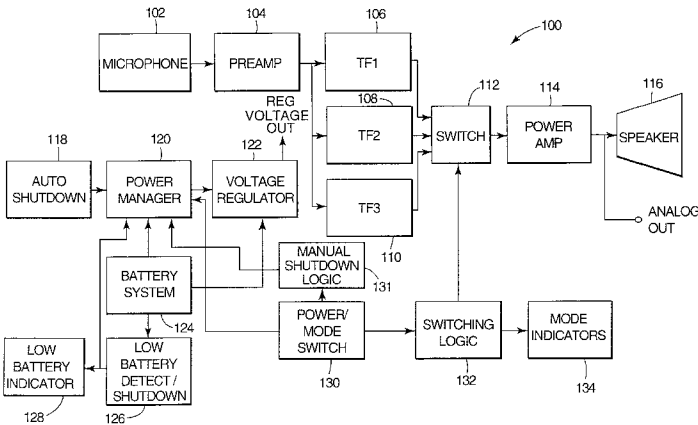 102
104
106
100
MICROPHONE
PREAMP
TF1
REG
VOLTAGE
OUT
108
112
114
116
TF2
SWITCH
POWER
AMP
SPEAKER
118
120
122
AUTO
SHUTDOWN
POWER
MANAGER
VOLTAGE
REGULATOR
TF3
110
ANALOG
OUT
MANUAL
SHUTDOWN
LOGIC
131
BATTERY
SYSTEM
124
POWER/
MODE
SWITCH
130
SWITCHING
LOGIC
132
MODE
INDICATORS
134
LOW
BATTERY
INDICATOR
128
LOW
BATTERY
DETECT/
SHUTDOWN
126